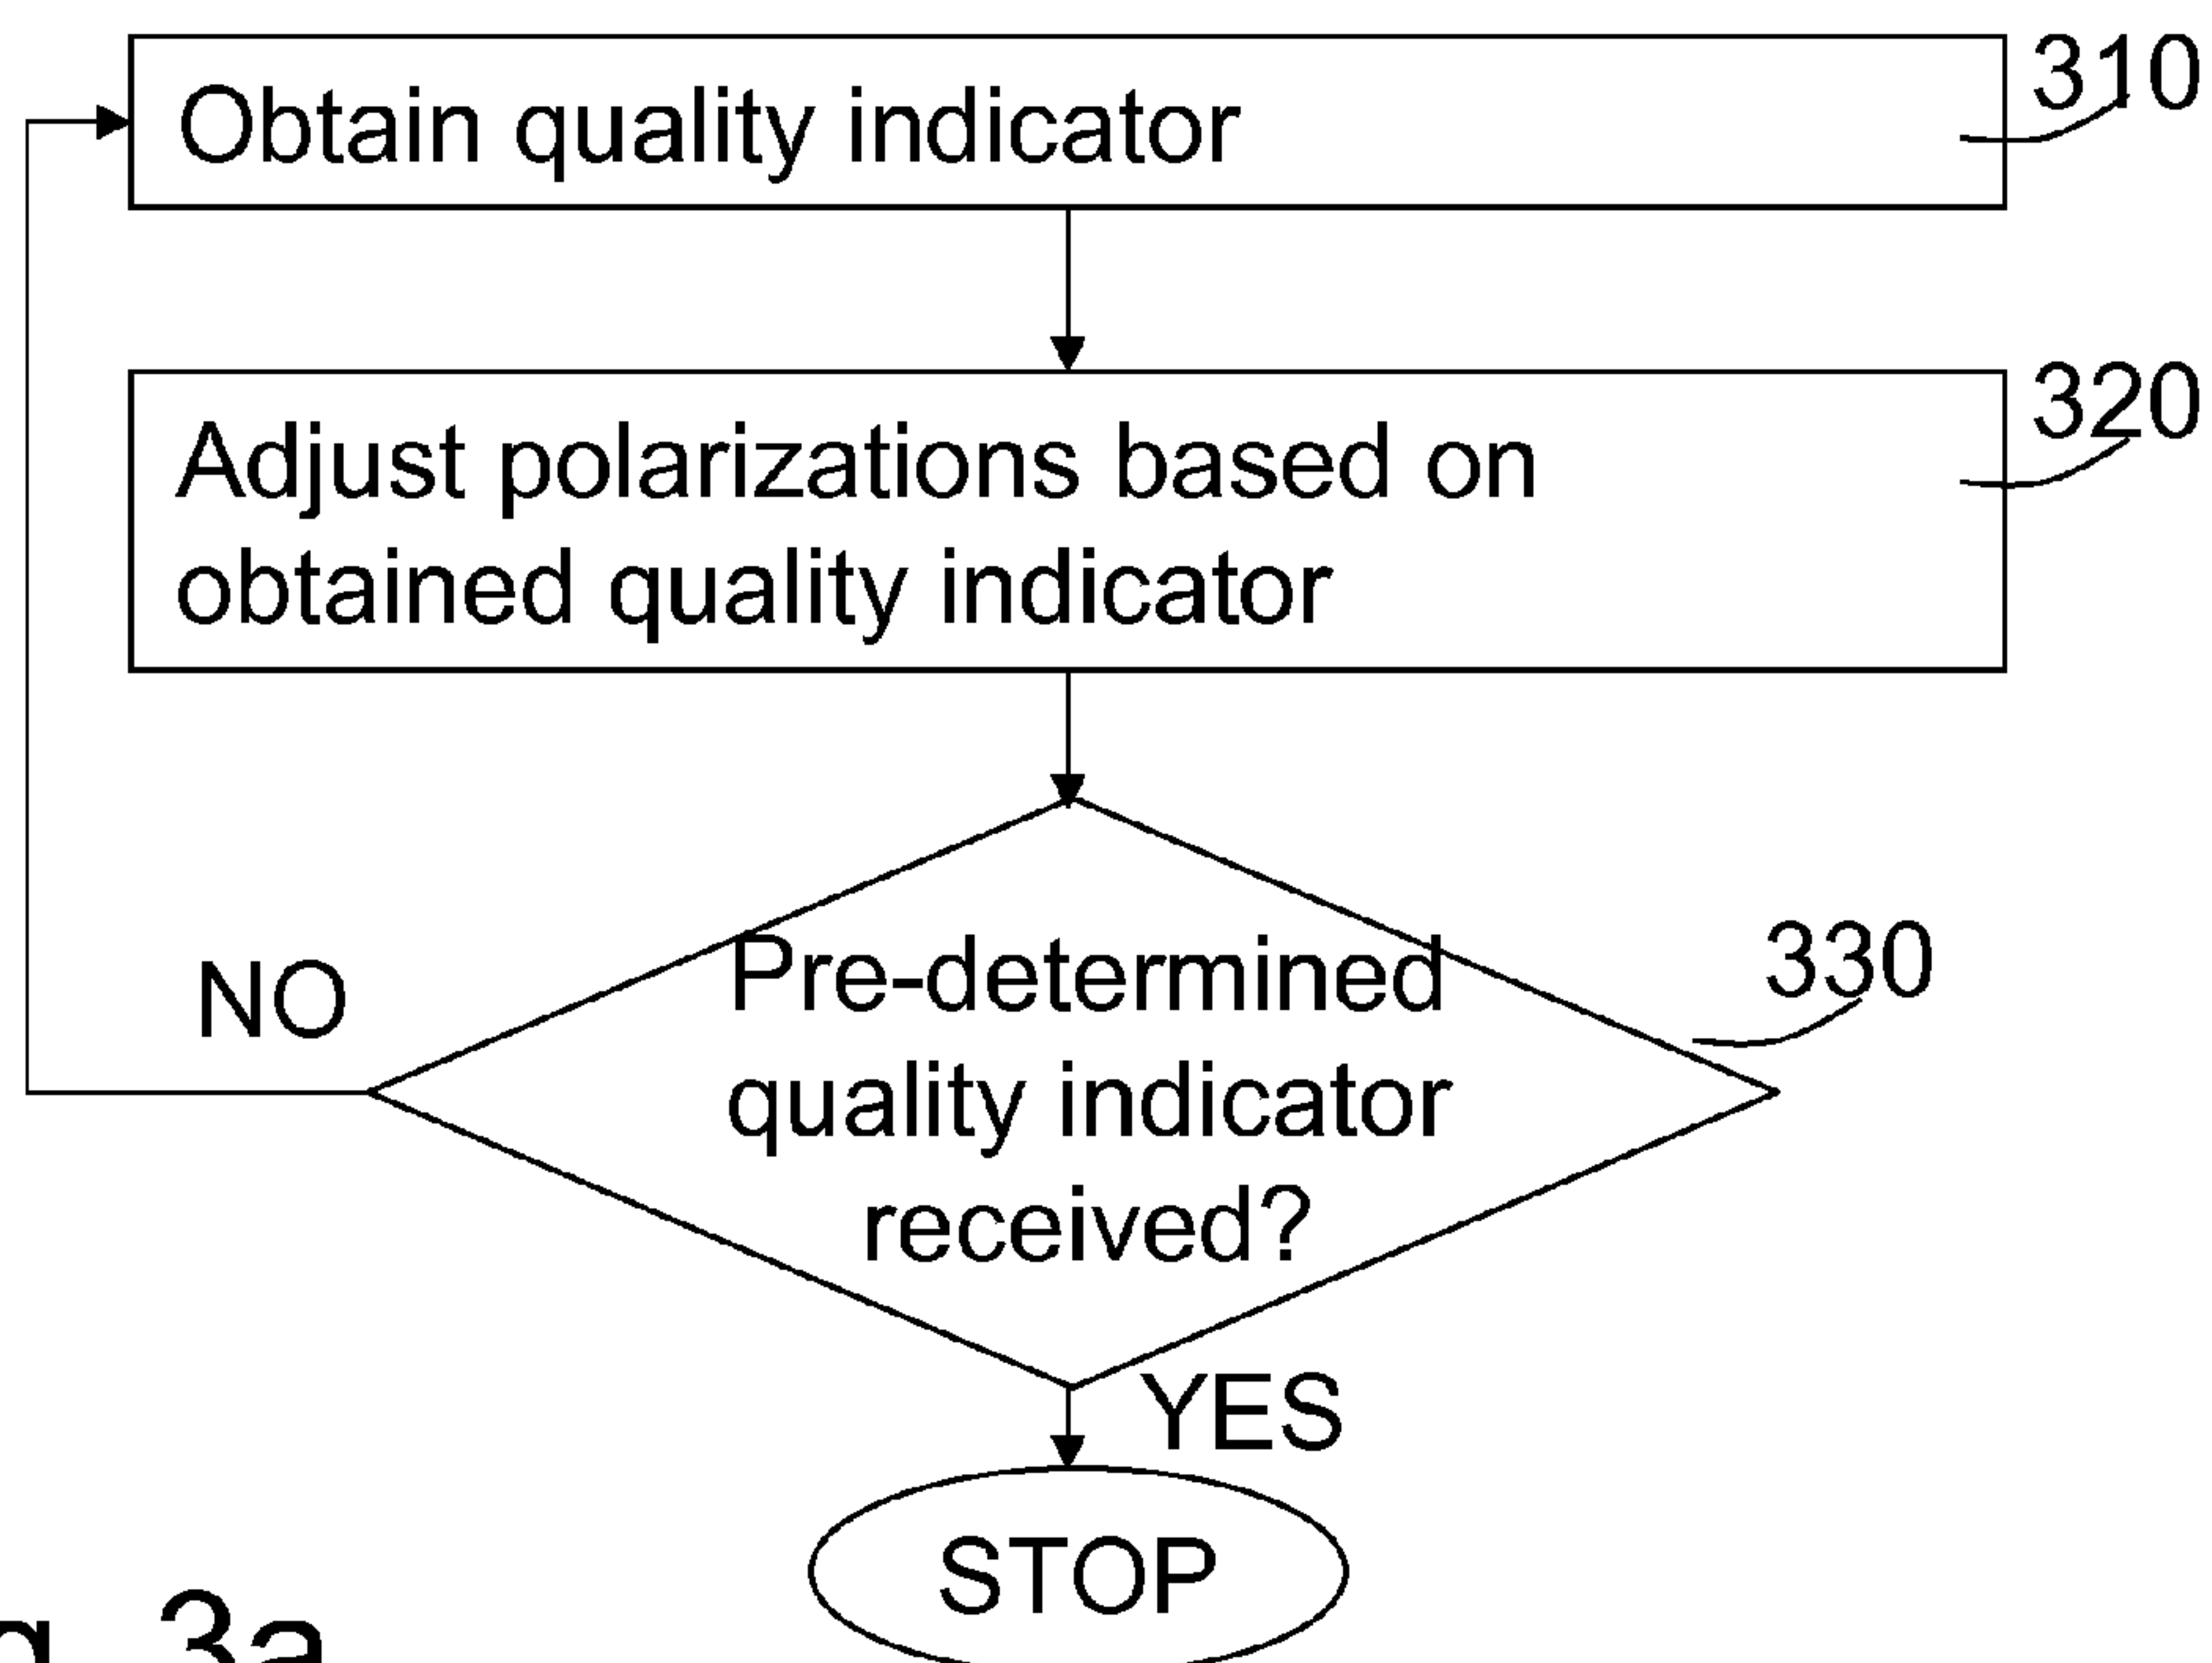 Obtain quality indicator
310
Adjust polarizations based on
obtained quality indicator
320
Pre-determined
quality indicator
received?
330
NO
YES
STOP
g. 3a